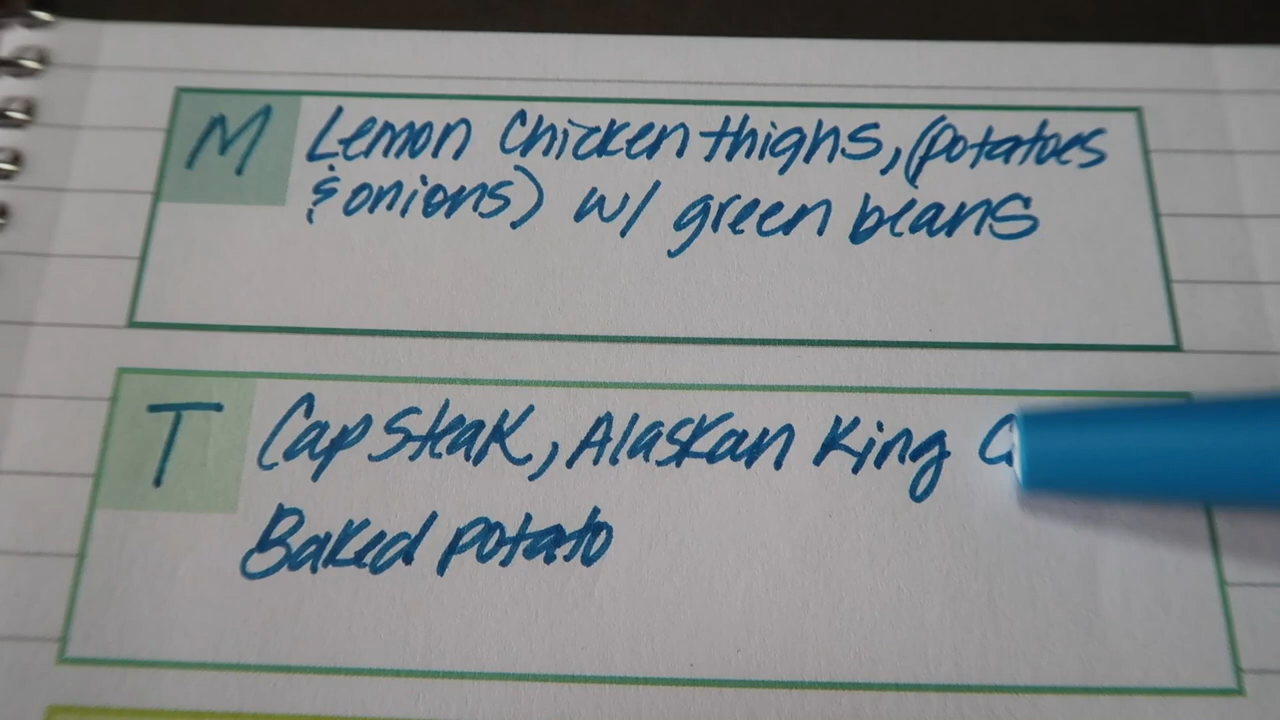 M
Lemon Chicken thighs, (potatoes
& onions) w/ green beans
T
Cap Steak, Alaskan King
Baked potato